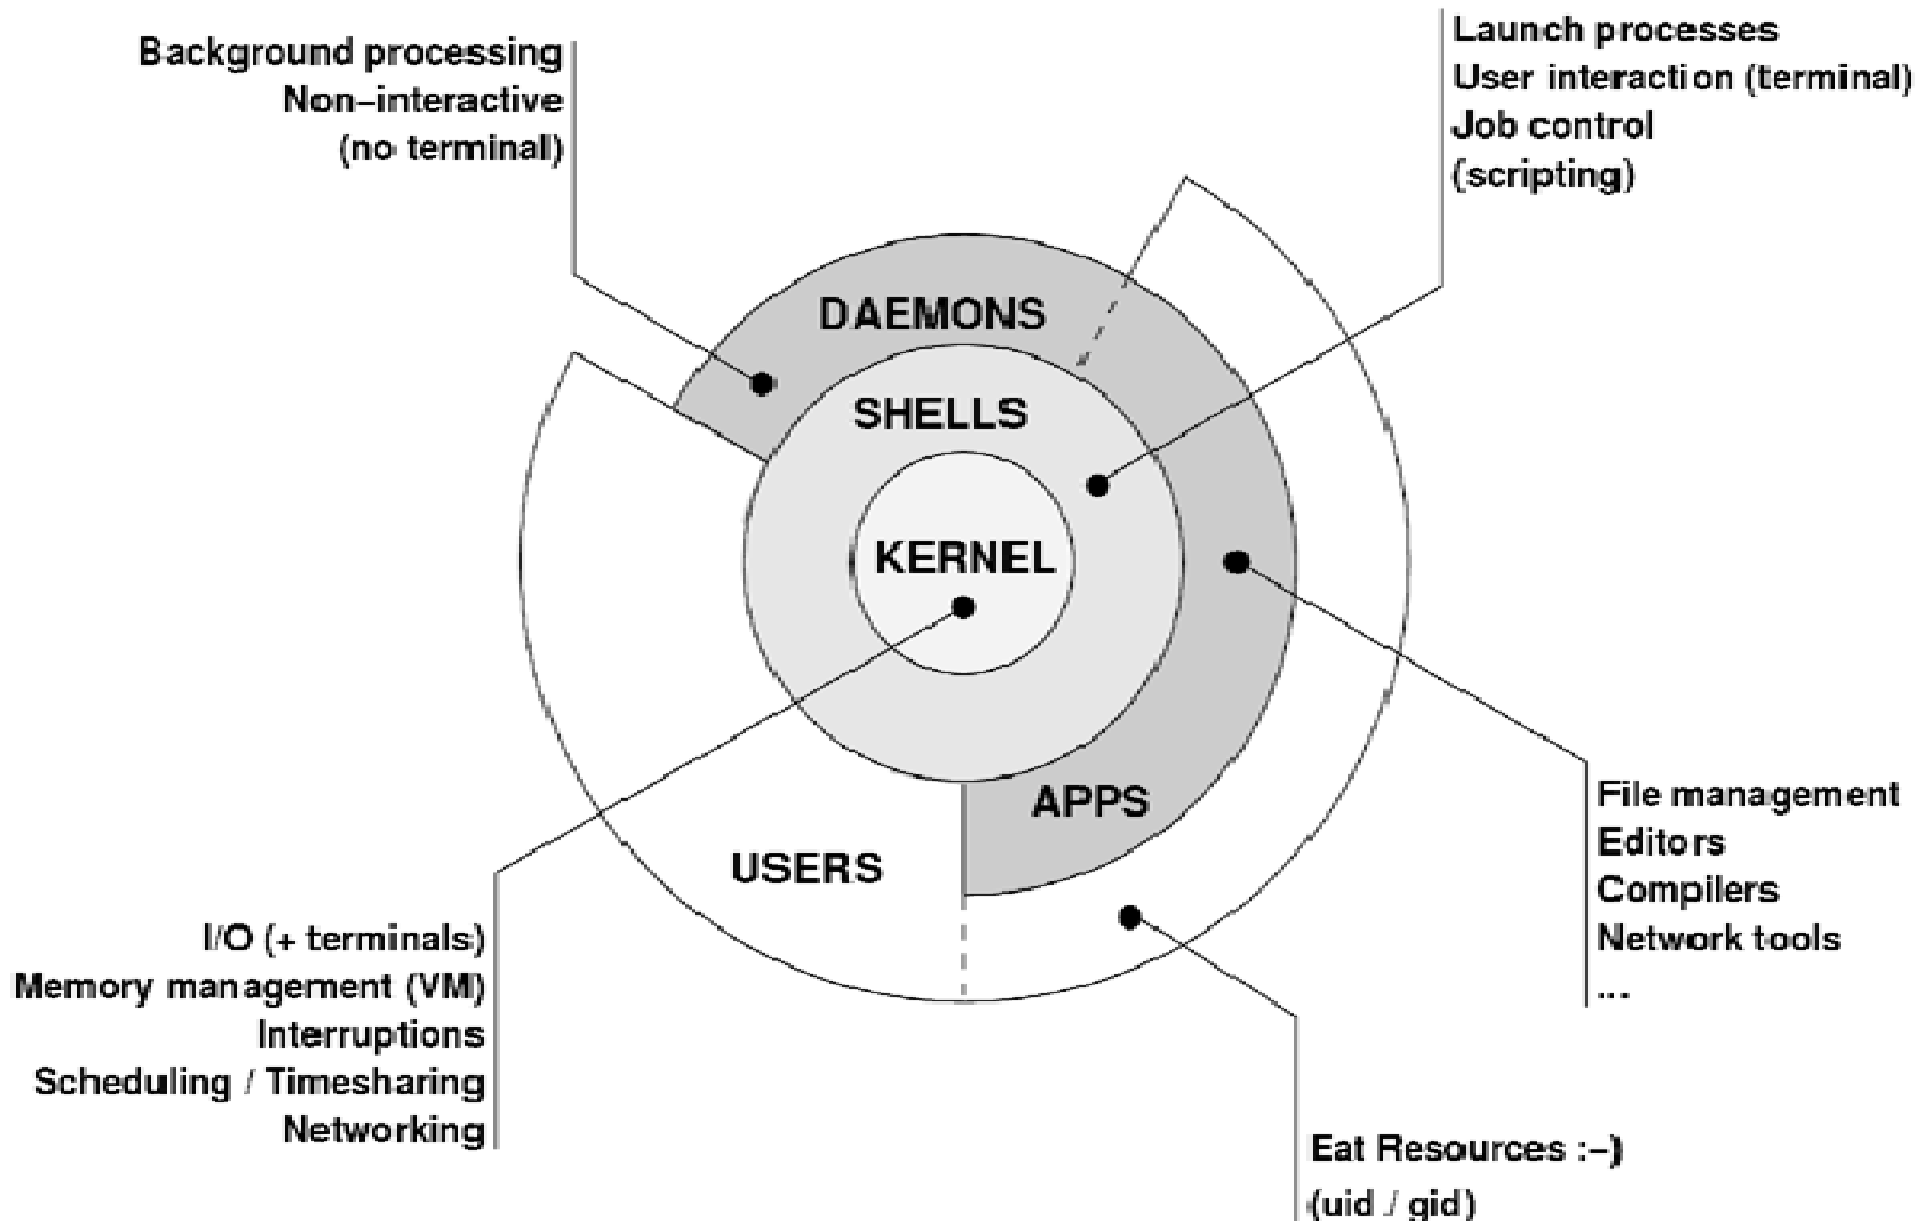 Background processing
Non-interactive
(no terminal)
Launch processes
User interaction (terminal)
Job control
(scripting)
DAEMONS
SHELLS
KERNEL
APPS
USERS
File management
Editors
Compilers
Network tools
...
I/O (+ terminals)
Memory management (VM)
Interruptions
Scheduling / Timesharing
Networking
Eat Resources :-)
(uid / gid)